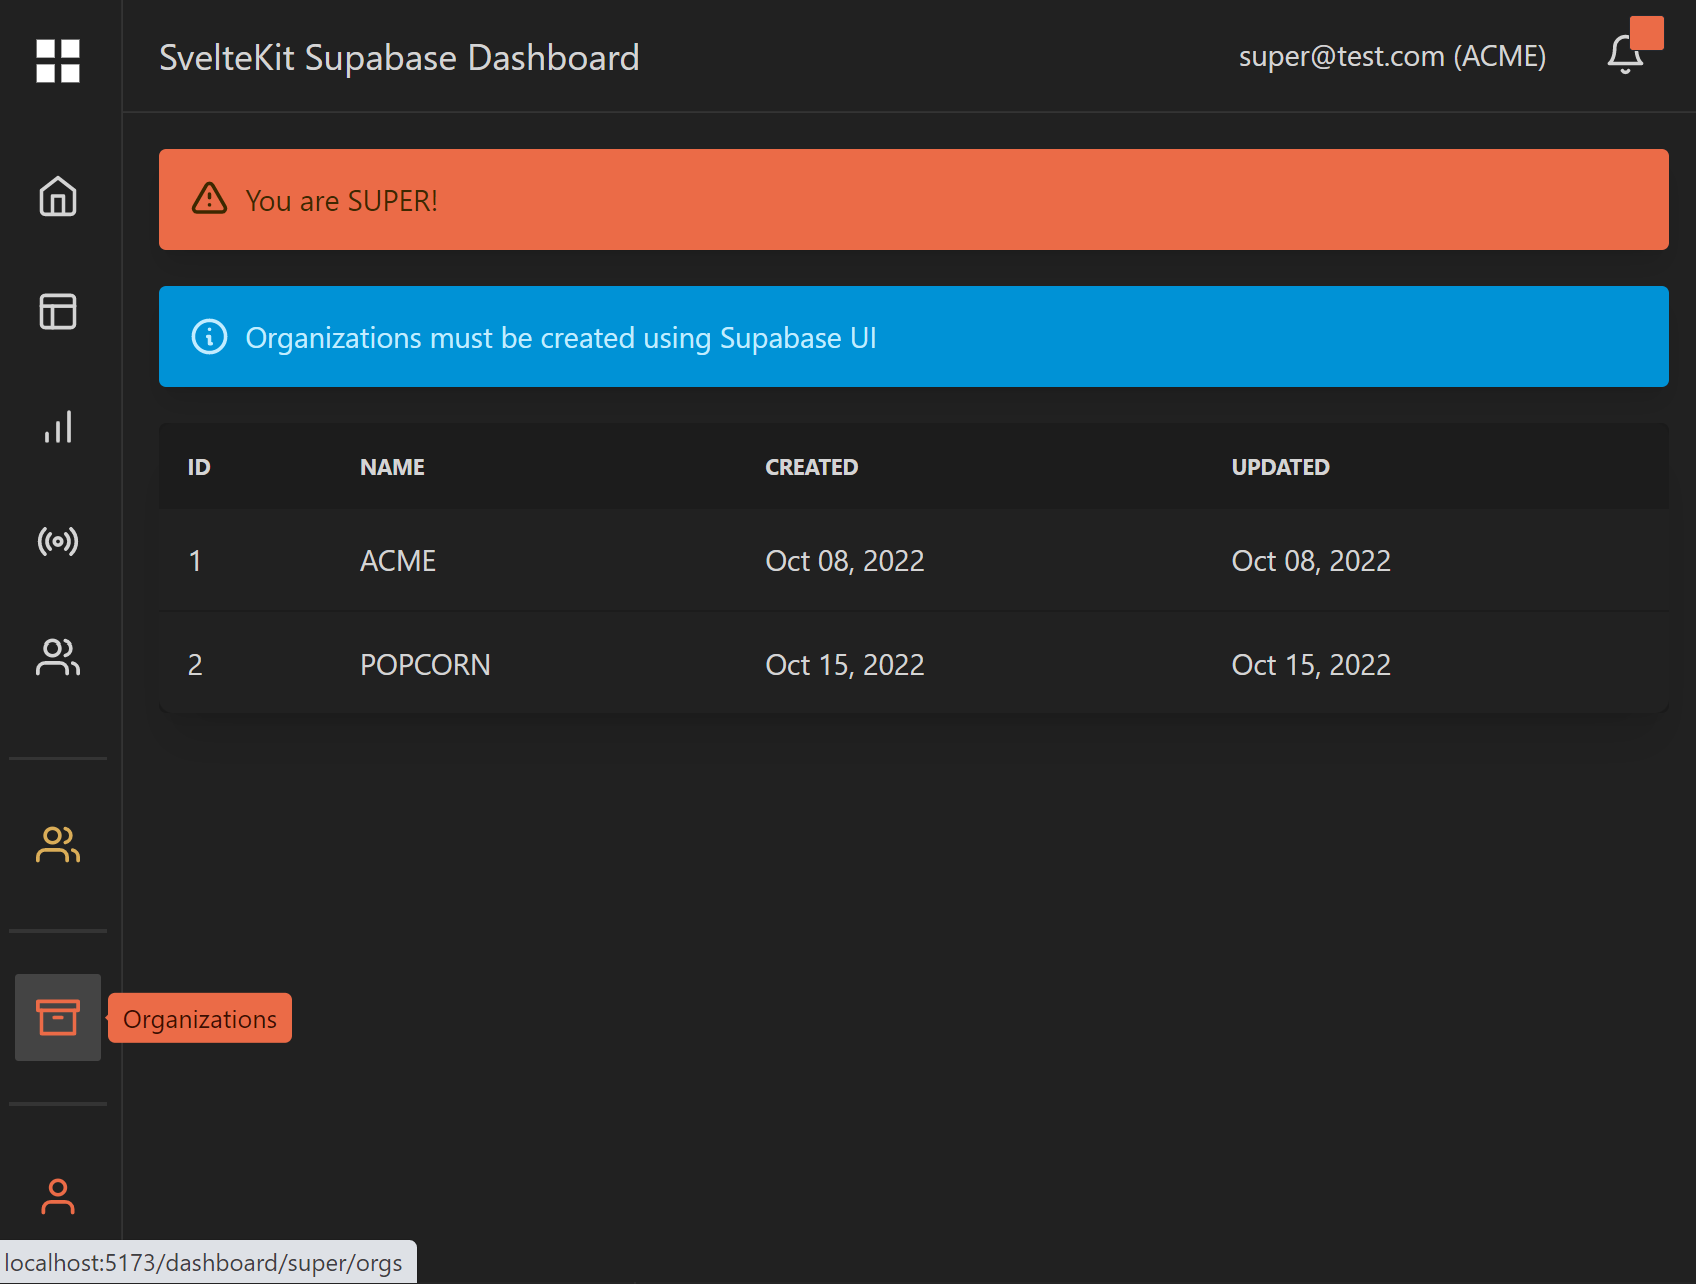 SvelteKit Supabase Dashboard
super@test.com (ACME)
You are SUPER!
Organizations must be created using Supabase UI
ID NAME CREATED UPDATED
1 ACME Oct 08, 2022 Oct 08, 2022
2 POPCORN Oct 15, 2022 Oct 15, 2022
Organizations
localhost:5173/dashboard/super/orgs